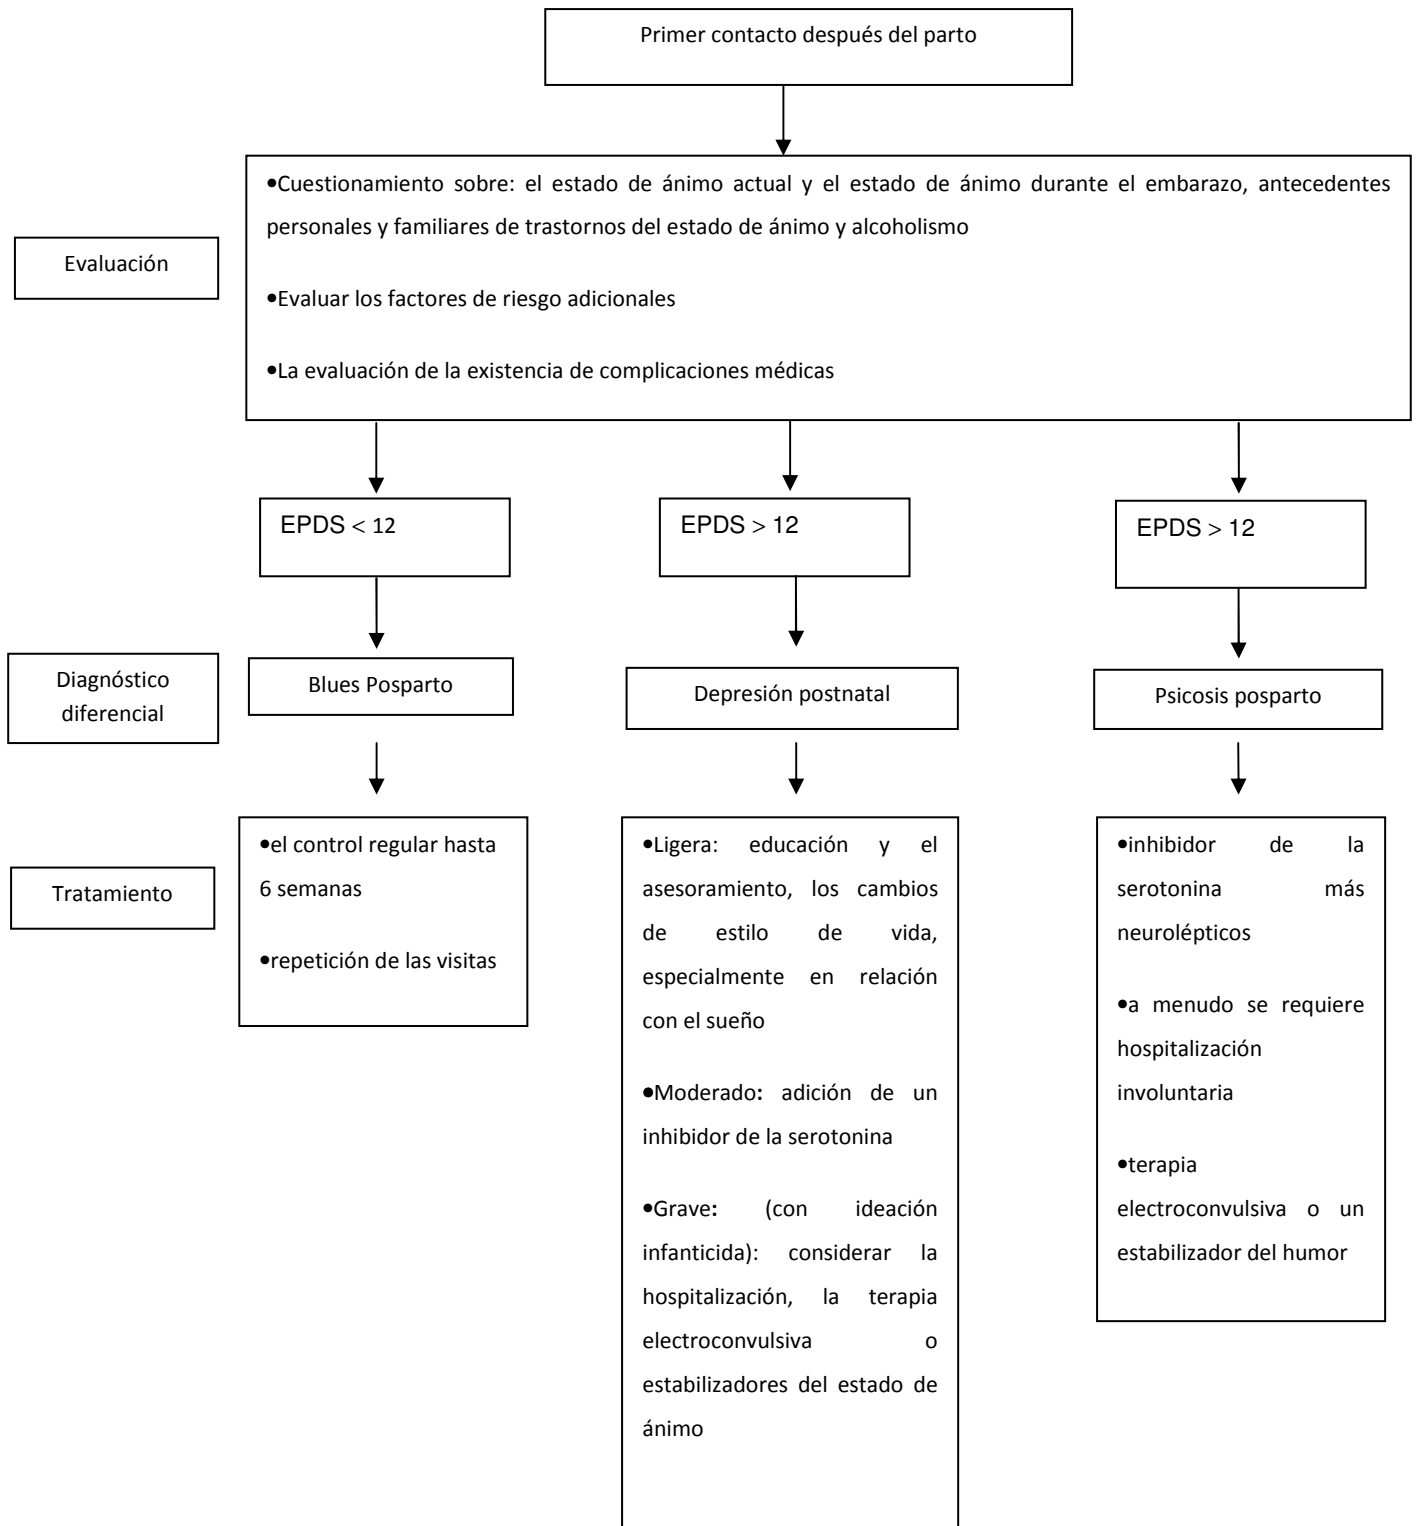 Primer contacto después del parto
•Cuestionamiento sobre: el estado de ánimo actual y el estado de ánimo durante el embarazo, antecedentes
personales y familiares de trastornos del estado de ánimo y alcoholismo
•Evaluar los factores de riesgo adicionales
•La evaluación de la existencia de complicaciones médicas
Evaluación
EPDS < 12
EPDS > 12
EPDS > 12
Diagnóstico
diferencial
Blues Posparto
Depresión postnatal
Psicosis posparto
Tratamiento
•el control regular hasta
6 semanas
•repetición de las visitas
•Ligera: educación y el
asesoramiento, los cambios
de estilo de vida,
especialmente en relación
con el sueño
•Moderado: adición de un
inhibidor de la serotonina
•Grave: (con ideación
infanticida): considerar la
hospitalización, la terapia
electroconvulsiva o
estabilizadores del estado de
ánimo
•inhibidor de la
serotonina más
neurolépticos
•a menudo se requiere
hospitalización
involuntaria
•terapia
electroconvulsiva o un
estabilizador del humor